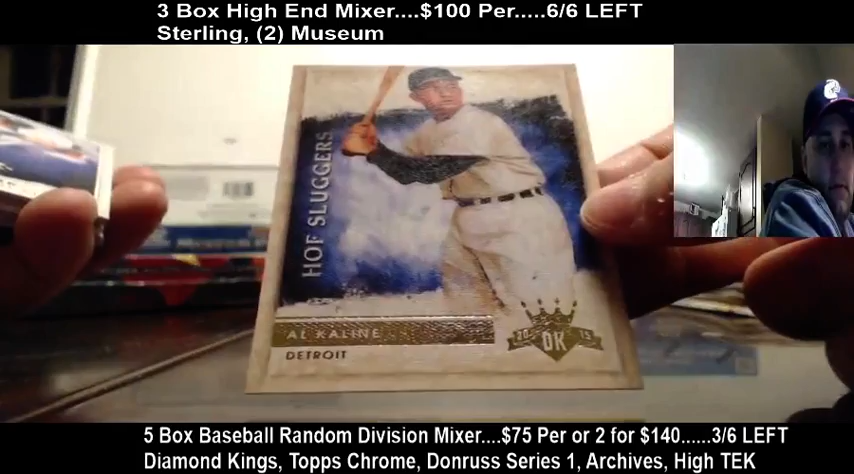 3 Box High End Mixer....$100 Per.....6/6 LEFT
Sterling, (2) Museum
HOF SLUGGERS
AL KALINE
DETROIT
20 DK 15
5 Box Baseball Random Division Mixer....$75 Per or 2 for $140......3/6 LEFT
Diamond Kings, Topps Chrome, Donruss Series 1, Archives, High TEK